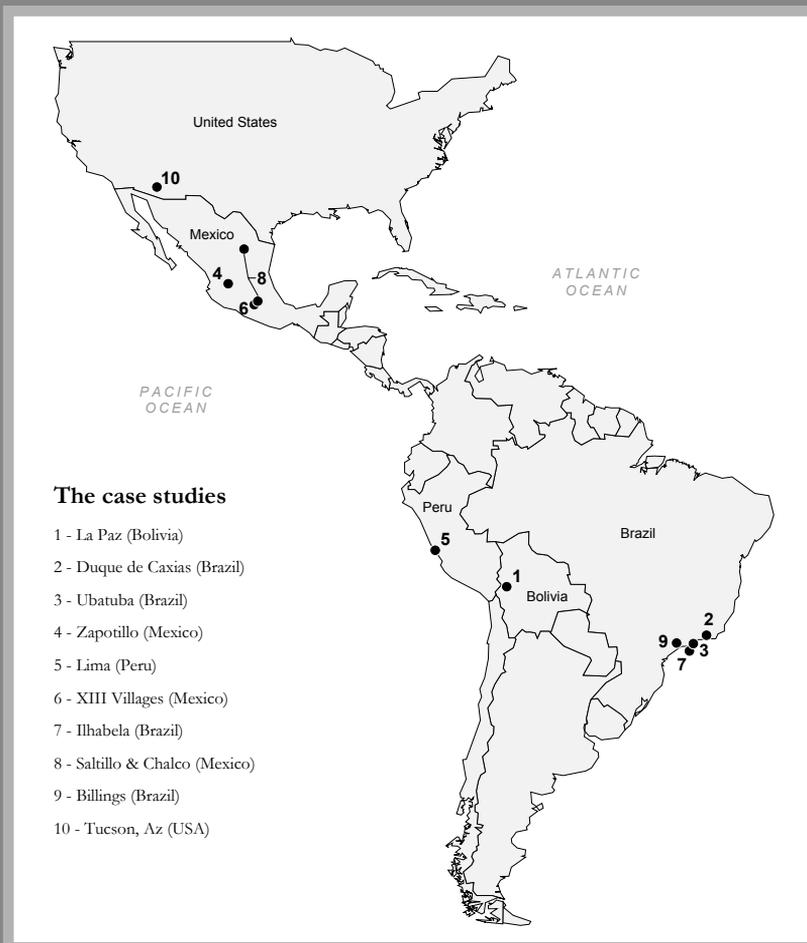 United States
10
Mexico
4
8
6
ATLANTIC
OCEAN
PACIFIC
OCEAN
The case studies
1 - La Paz (Bolivia)
2 - Duque de Caxias (Brazil)
3 - Ubatuba (Brazil)
4 - Zapotillo (Mexico)
5 - Lima (Peru)
6 - XIII Villages (Mexico)
7 - Ilhabela (Brazil)
8 - Saltillo & Chalco (Mexico)
9 - Billings (Brazil)
10 - Tucson, Az (USA)
Peru
5
Brazil
1
Bolivia
2
9
3
7